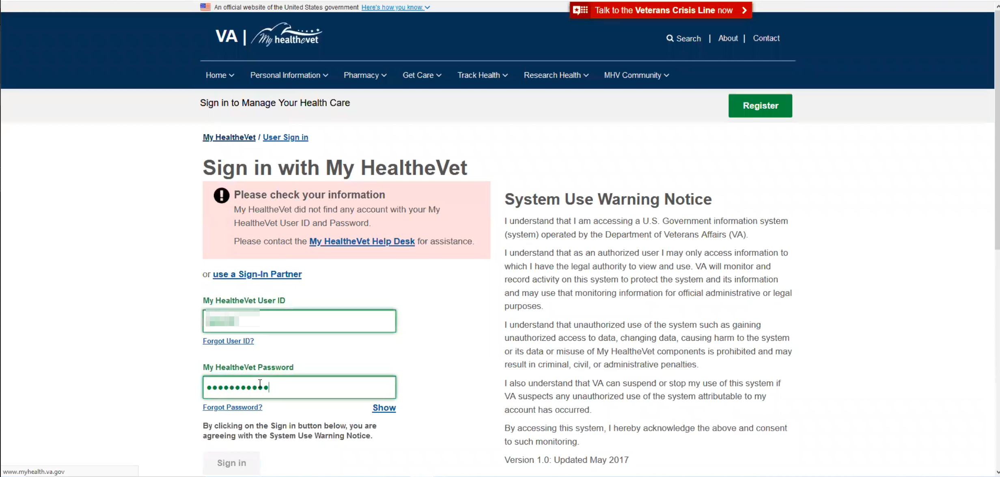 An official website of the United States government Here's how you know.
Talk to the Veterans Crisis Line now
VA | My healthevet
Search | About | Contact
Home Personal Information Pharmacy Get Care Track Health Research Health MHV Community
Sign in to Manage Your Health Care
Register
My HealtheVet / User Sign in
Sign in with My HealtheVet
Please check your information
My HealtheVet did not find any account with your My
HealtheVet User ID and Password.
Please contact the My HealtheVet Help Desk for assistance.
or use a Sign-In Partner
My HealtheVet User ID
Forgot User ID?
My HealtheVet Password
Forgot Password?
Show
By clicking on the Sign in button below, you are
agreeing with the System Use Warning Notice.
Sign in
System Use Warning Notice
I understand that I am accessing a U.S. Government information system
(system) operated by the Department of Veterans Affairs (VA).
I understand that as an authorized user I may only access information to
which I have the legal authority to view and use. VA will monitor and
record activity on this system to protect the system and its information
and may use that monitoring information for official administrative or legal
purposes.
I understand that unauthorized use of the system such as gaining
unauthorized access to data, changing data, causing harm to the system
or its data or misuse of My HealtheVet components is prohibited and may
result in criminal, civil, or administrative penalties.
I also understand that VA can suspend or stop my use of this system if
VA suspects any unauthorized use of the system attributable to my
account has occurred.
By accessing this system, I hereby acknowledge the above and consent
to such monitoring.
Version 1.0: Updated May 2017
www.myhealth.va.gov